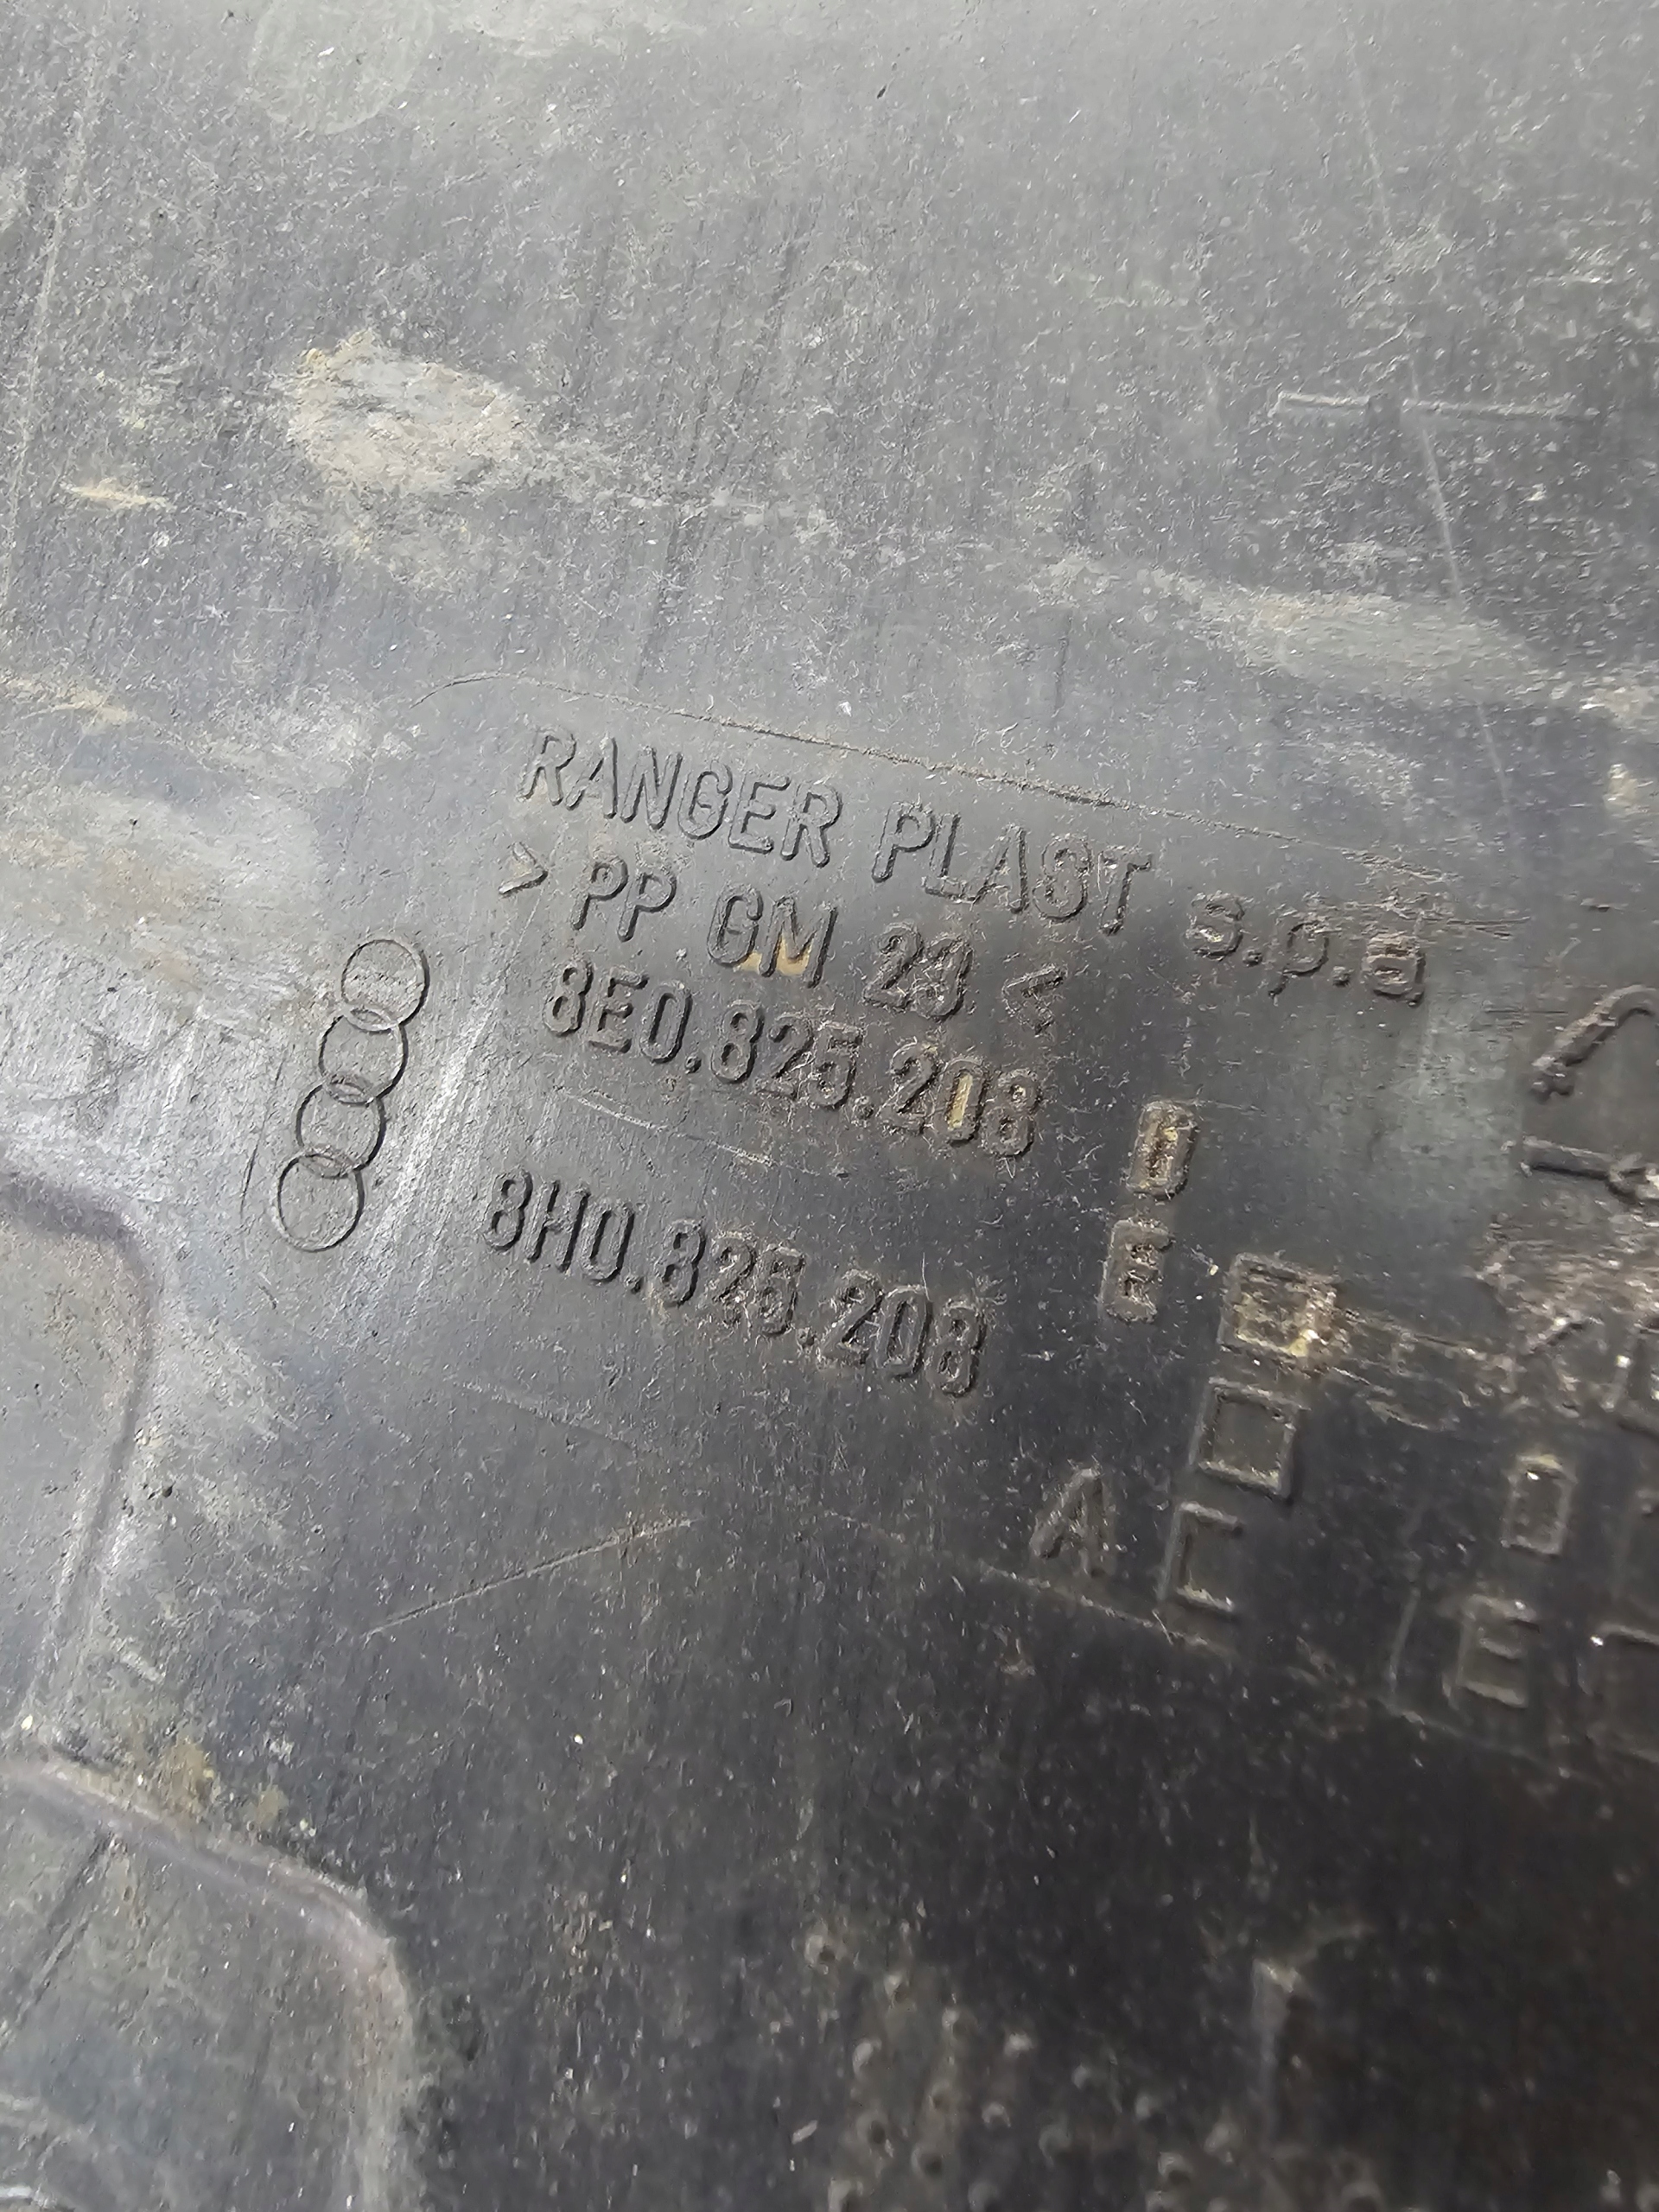 RANGER PLAST s.p.a
> PP GM 23 <
8E0.825.208
E
8H0.825.208
A
C
E